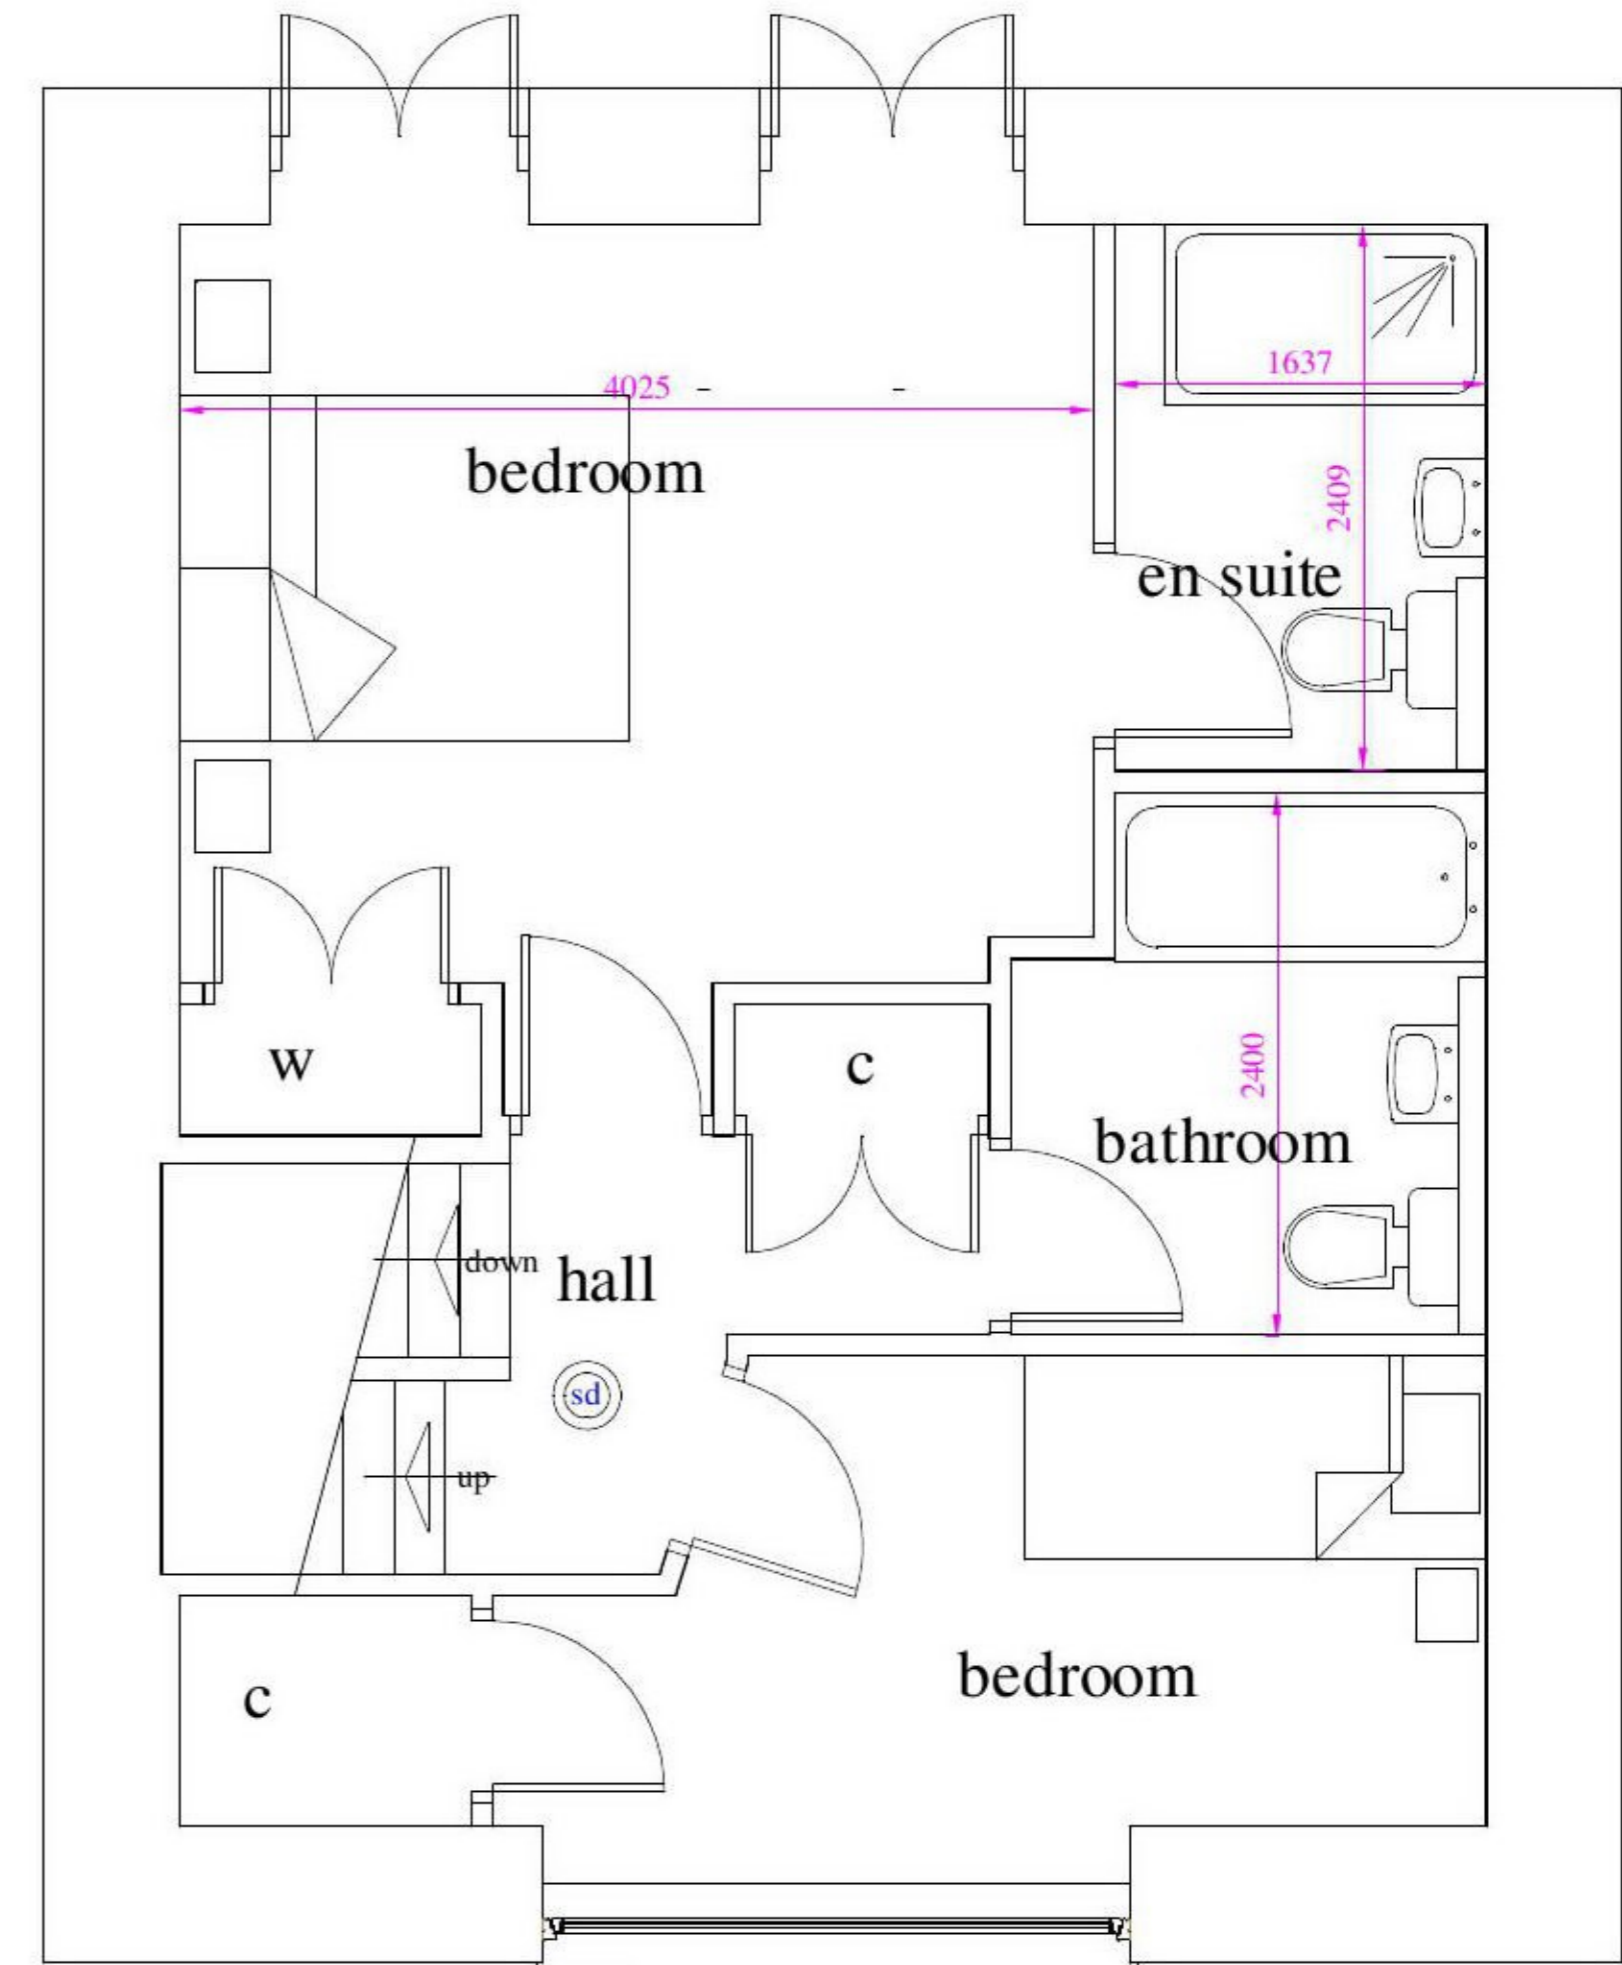 1637
4025
bedroom
2409
en suite
w
c
2400
bathroom
down
hall
sd
up
bedroom
c